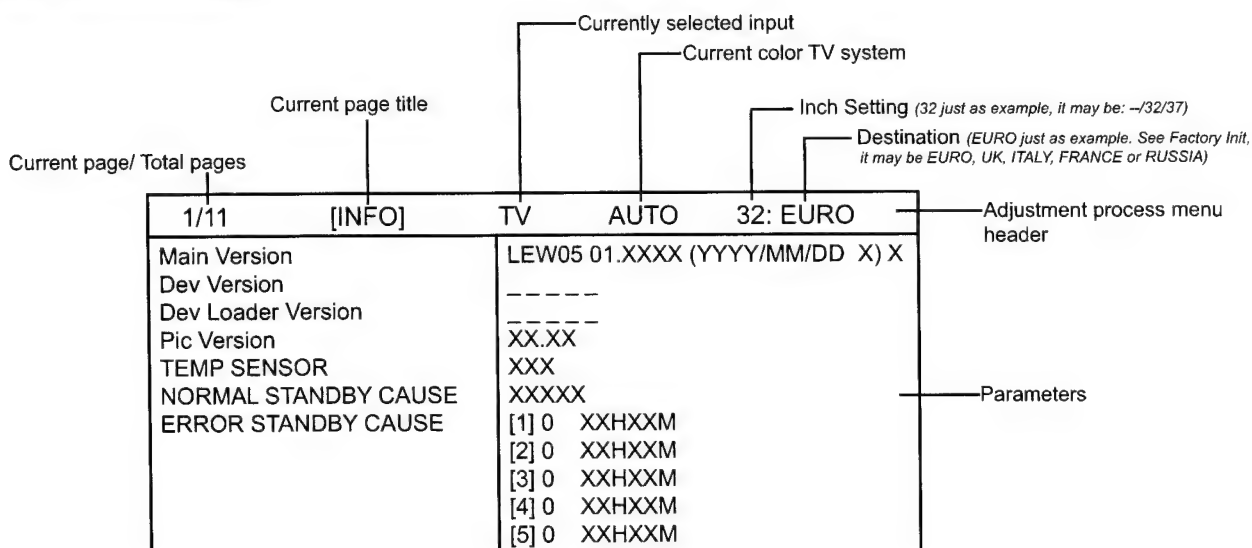 Currently selected input
Current color TV system
Current page title
Inch Setting (32 just as example, it may be: --/32/37)
Destination (EURO just as example. See Factory Init,
it may be EURO, UK, ITALY, FRANCE or RUSSIA)
Current page/ Total pages
1/11 [INFO] TV AUTO 32: EURO
Adjustment process menu
header
Main Version LEW05 01.XXXX (YYYY/MM/DD X) X
Dev Version _ _ _ _ _ _
Dev Loader Version _ _ _ _ _ _
Pic Version XX.XX
TEMP SENSOR XXX
NORMAL STANDBY CAUSE XXXXX
Parameters
ERROR STANDBY CAUSE [1] 0 XXHXXM
[2] 0 XXHXXM
[3] 0 XXHXXM
[4] 0 XXHXXM
[5] 0 XXHXXM